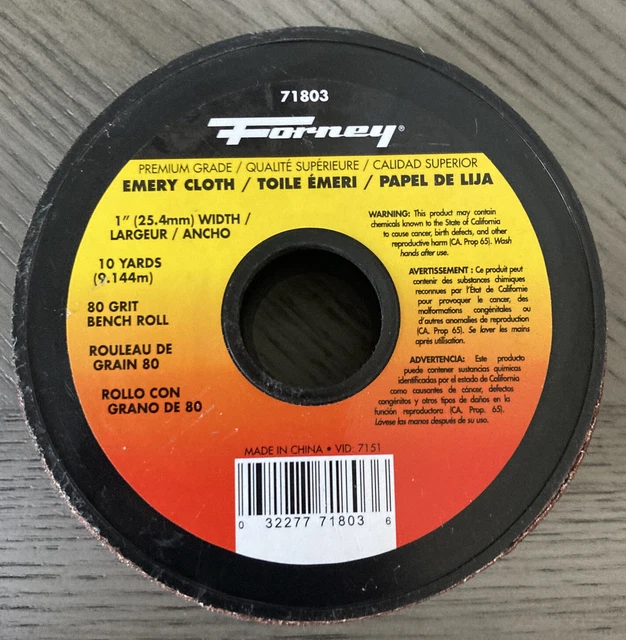 71803
Forney®
PREMIUM GRADE / QUALITÉ SUPÉRIEURE / CALIDAD SUPERIOR
EMERY CLOTH / TOILE ÉMERI / PAPEL DE LIJA
1" (25.4mm) WIDTH /
LARGEUR / ANCHO
10 YARDS
(9.144m)
80 GRIT
BENCH ROLL
ROULEAU DE
GRAIN 80
ROLLO CON
GRANO DE 80
WARNING: This product may contain
chemicals known to the State of California
to cause cancer, birth defects, and other
reproductive harm (CA. Prop 65). Wash
hands after use.
AVERTISSEMENT : Ce produit peut
contenir des substances chimiques
reconnues par l'État de Californie
pour provoquer le cancer, des
malformations congénitales ou
d'autres anomalies de reproduction
(CA. Prop 65). Se laver les mains
après utilisation.
ADVERTENCIA: Este producto
puede contener sustancias químicas
identificadas por el estado de California
como causantes de cáncer, defectos
congénitos y otros tipos de daños en la
función reproductora (CA. Prop. 65).
Lávese las manos después de su uso.
MADE IN CHINA • VID: 7151
0 32277 71803 6